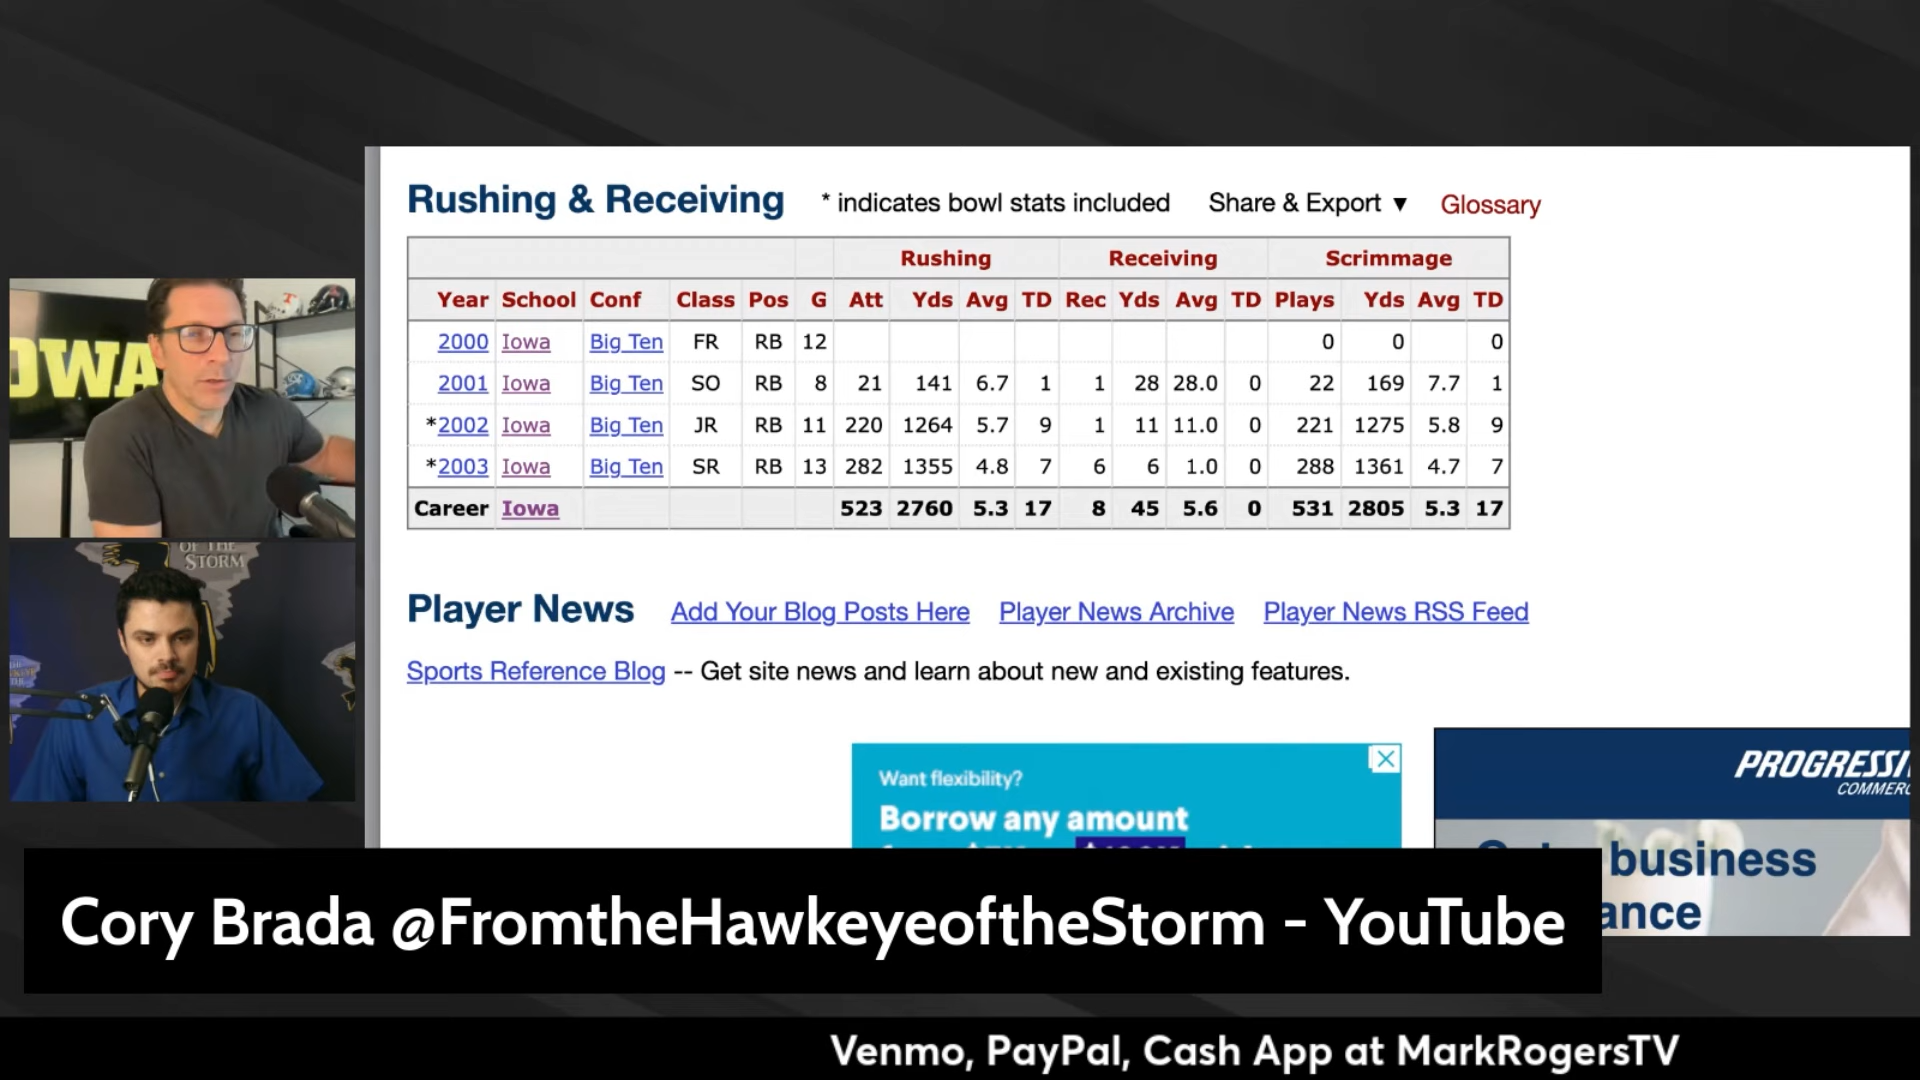 Rushing & Receiving * indicates bowl stats included Share & Export ▼ Glossary
Rushing Receiving Scrimmage
Year School Conf Class Pos G Att Yds Avg TD Rec Yds Avg TD Plays Yds Avg TD
2000 Iowa Big Ten FR RB 12 0 0 0
2001 Iowa Big Ten SO RB 8 21 141 6.7 1 1 28 28.0 0 22 169 7.7 1
*2002 Iowa Big Ten JR RB 11 220 1264 5.7 9 1 11 11.0 0 221 1275 5.8 9
*2003 Iowa Big Ten SR RB 13 282 1355 4.8 7 6 6 1.0 0 288 1361 4.7 7
Career Iowa 523 2760 5.3 17 8 45 5.6 0 531 2805 5.3 17
OF THE
STORM
Player News Add Your Blog Posts Here Player News Archive Player News RSS Feed
Sports Reference Blog -- Get site news and learn about new and existing features.
Want flexibility?
Borrow any amount
COMMERC
business
Cory Brada @FromtheHawkeyeoftheStorm - YouTube
Venmo, PayPal, Cash App at MarkRogersTV